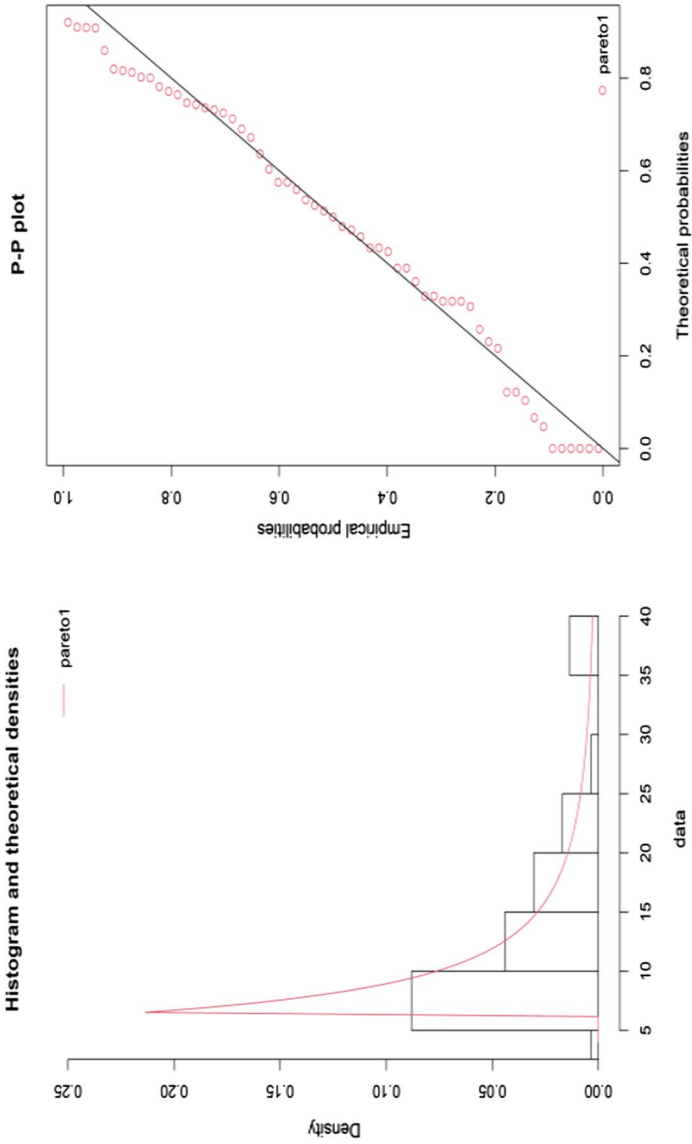 Histogram and theoretical densities
pareto1
Density
0.25
0.20
0.15
0.10
0.05
0.00
5 10 15 20 25 30 35 40
data
P-P plot
pareto1
Empirical probabilities
1.0
0.8
0.6
0.4
0.2
0.0
0.0 0.2 0.4 0.6 0.8
Theoretical probabilities